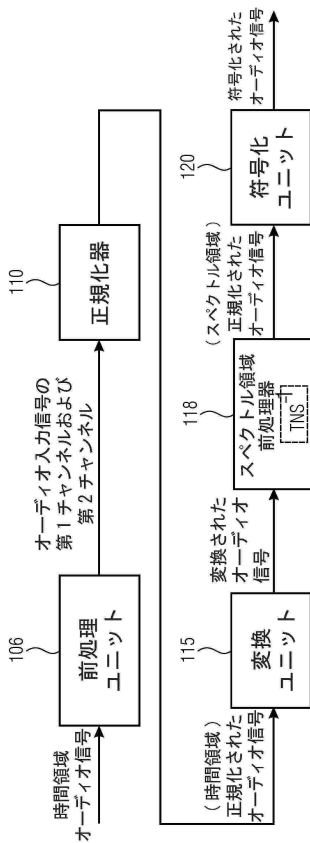 時間領域
オーディオ信号
106
前処理
ユニット
オーディオ入力信号の
第1チャンネルおよび
第2チャンネル
110
正規化器
(時間領域)
正規化された
オーディオ信号
115
変換
ユニット
変換された
オーディオ
信号
118
スペクトル領域
前処理器
TNS
(スペクトル領域)
正規化された
オーディオ信号
120
符号化
ユニット
符号化された
オーディオ信号